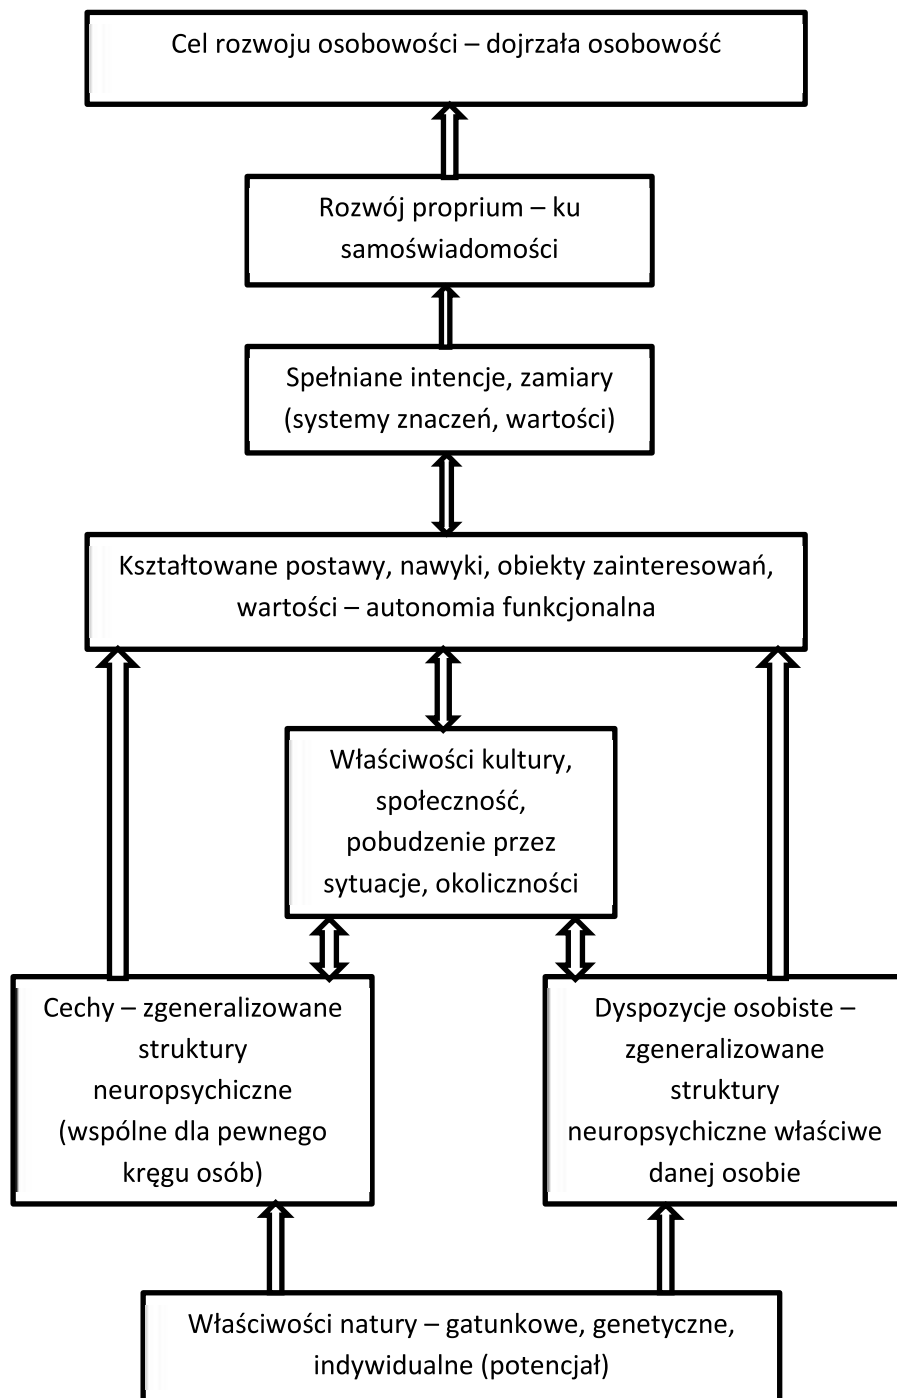 Cel rozwoju osobowości – dojrzała osobowość
Rozwój proprium – ku
samoświadomości
Spełniane intencje, zamiary
(systemy znaczeń, wartości)
Kształtowane postawy, nawyki, obiekty zainteresowań,
wartości – autonomia funkcjonalna
Właściwości kultury,
społeczność,
pobudzenie przez
sytuacje, okoliczności
Cechy – zgeneralizowane
struktury
neuropsychiczne
(wspólne dla pewnego
kręgu osób)
Dyspozycje osobiste –
zgeneralizowane
struktury
neuropsychiczne właściwe
danej osobie
Właściwości natury – gatunkowe, genetyczne,
indywidualne (potencjał)